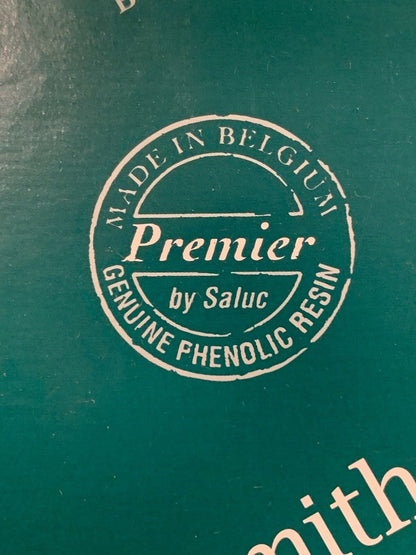 MADE IN BELGIUM
Premier
by Saluc
GENUINE PHENOLIC RESIN
mith